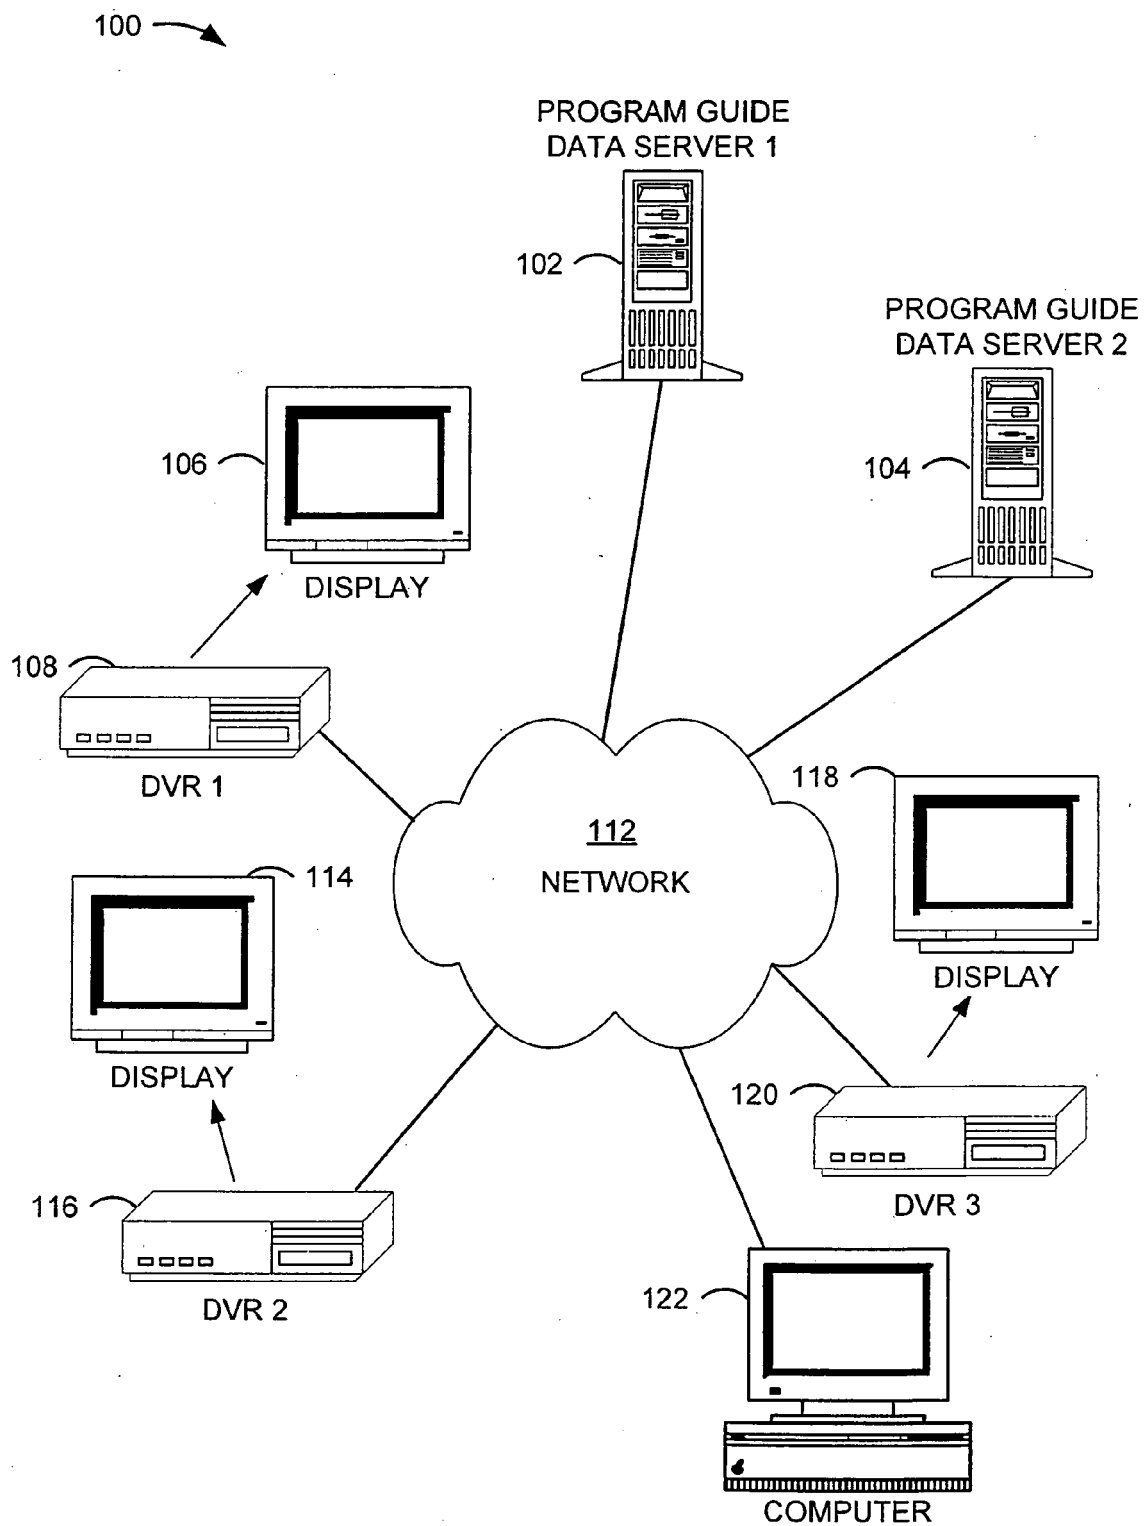 100
PROGRAM GUIDE
DATA SERVER 1
102
PROGRAM GUIDE
DATA SERVER 2
104
106
DISPLAY
108
DVR 1
112
NETWORK
118
DISPLAY
114
DISPLAY
120
DVR 3
116
DVR 2
122
COMPUTER